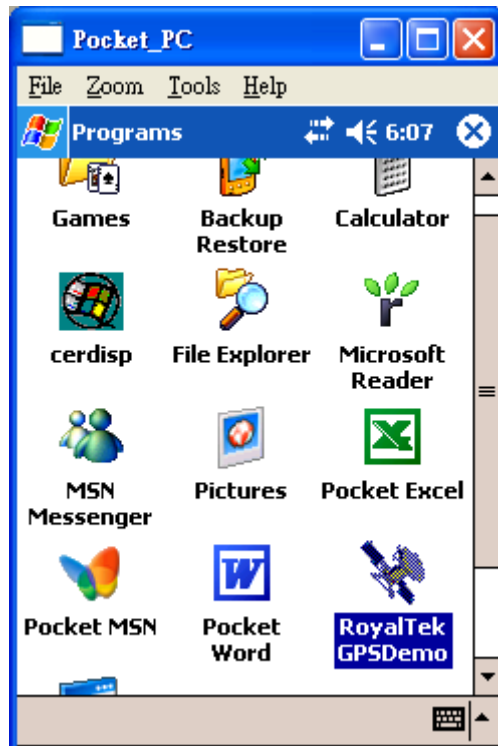 Pocket_PC
File Zoom Tools Help
Programs 6:07
Games Backup Restore Calculator
cerdisp File Explorer Microsoft Reader
MSN Messenger Pictures Pocket Excel
Pocket MSN Pocket Word RoyalTek GPSDemo